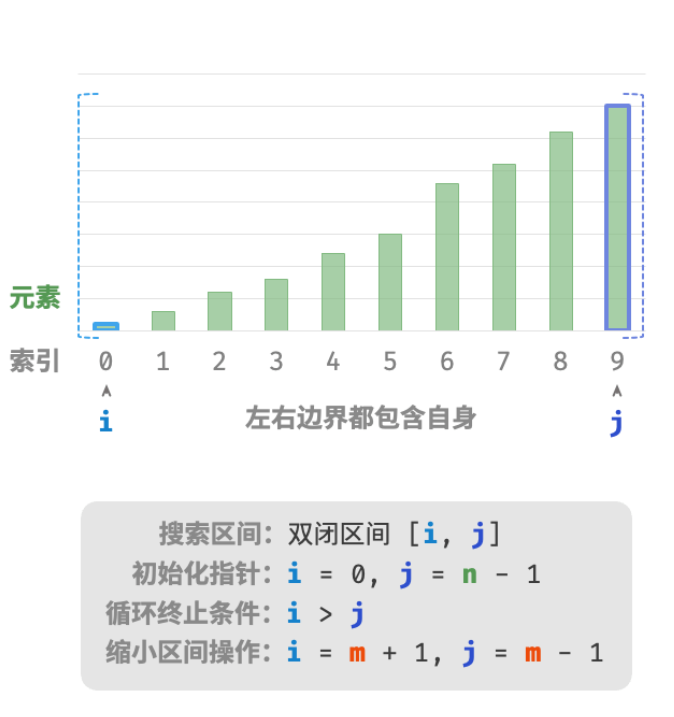 元素
索引 0 1 2 3 4 5 6 7 8 9
i 左右边界都包含自身 j
搜索区间：双闭区间 [i, j]
初始化指针：i = 0, j = n - 1
循环终止条件：i > j
缩小区间操作：i = m + 1, j = m - 1